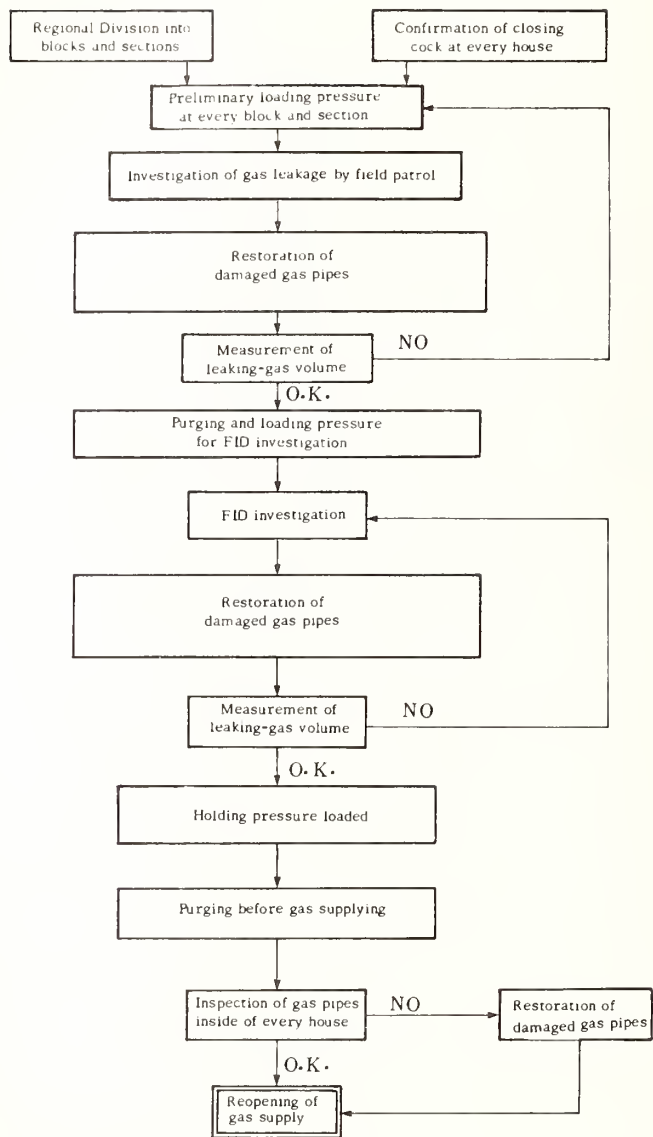 Regional Division into
blocks and sections
Confirmation of closing
cock at every house
Preliminary loading pressure
at every block and section
Investigation of gas leakage by field patrol
Restoration of
damaged gas pipes
Measurement of
leaking-gas volume
NO
O.K.
Purging and loading pressure
for FID investigation
FID investigation
Restoration of
damaged gas pipes
Measurement of
leaking-gas volume
NO
O.K.
Holding pressure loaded
Purging before gas supplying
Inspection of gas pipes
inside of every house
NO
Restoration of
damaged gas pipes
O.K.
Reopening of
gas supply